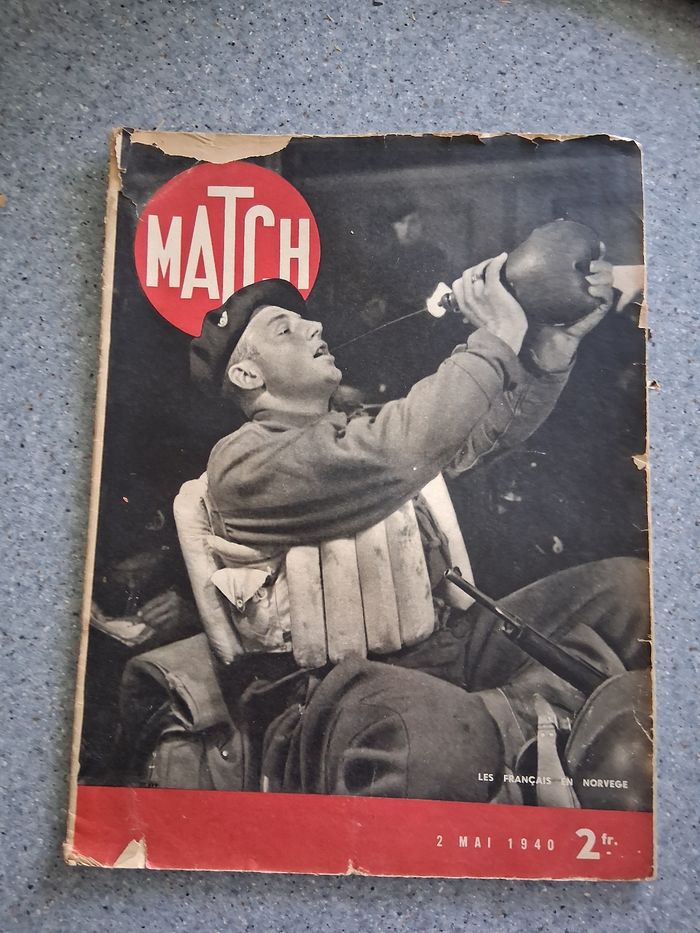 MATCH
LES FRANÇAIS EN NORVEGE
2 MAI 1940 2 fr.